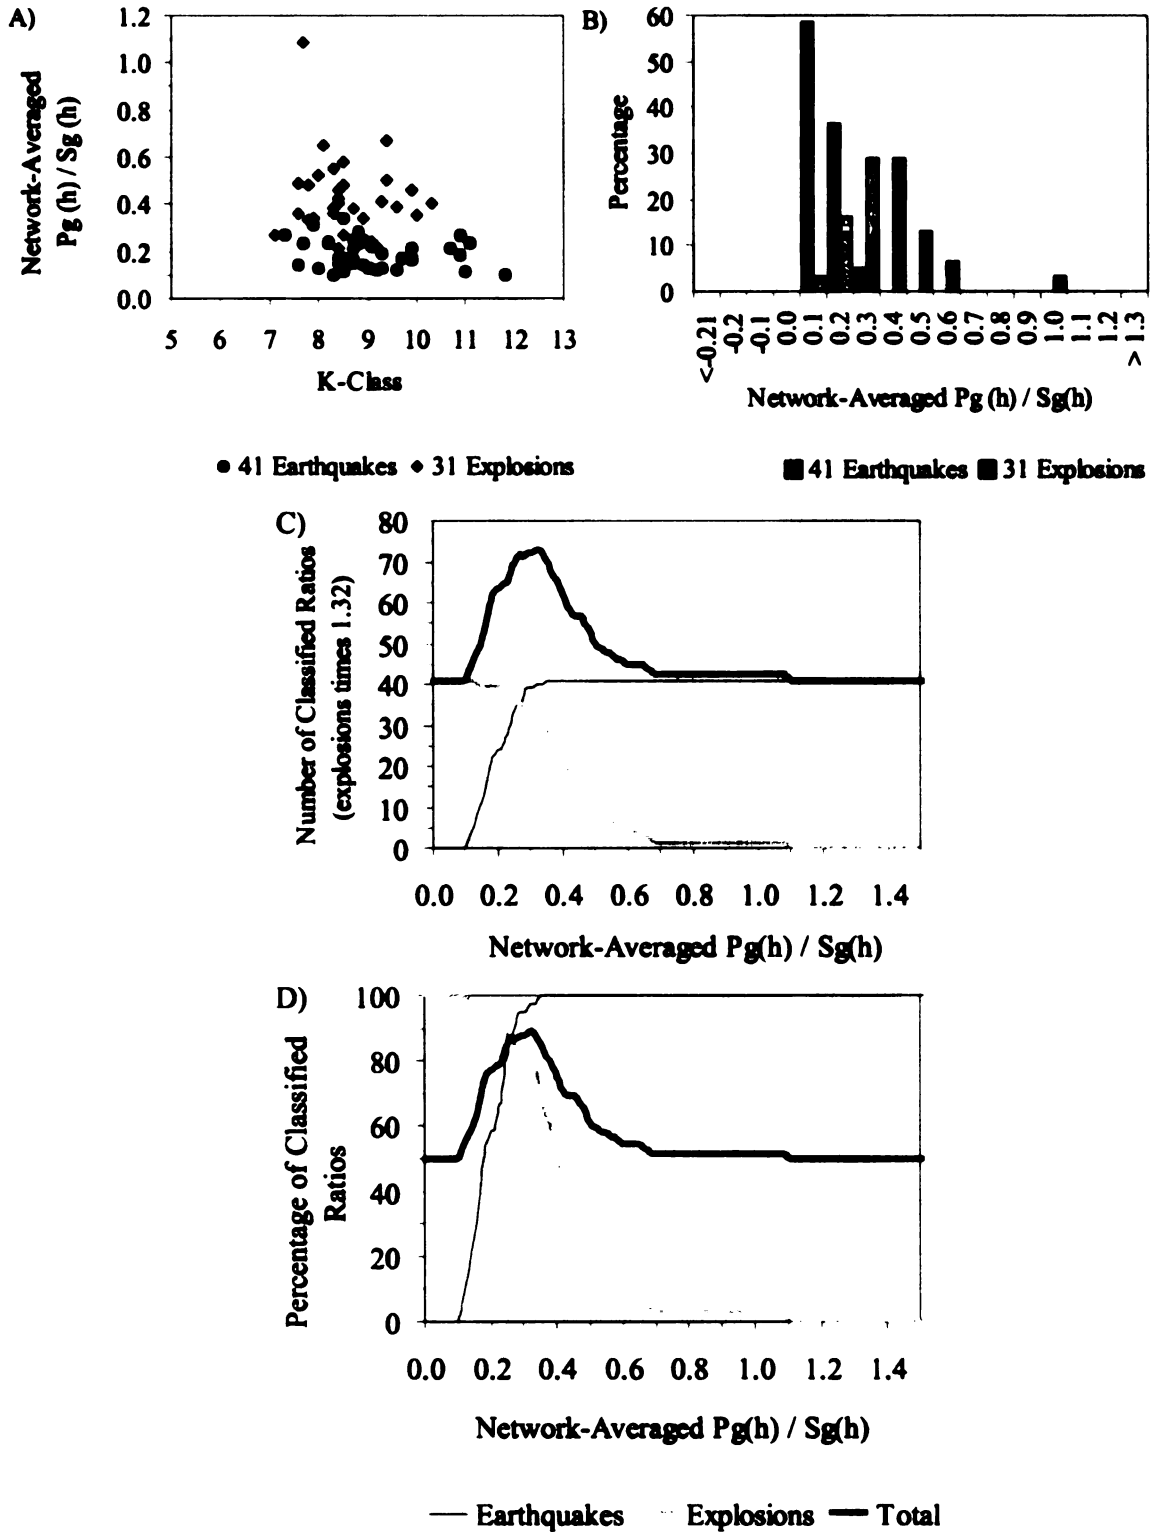 A)
Network-Averaged
Pg (h) / Sg (h)
1.2
1.0
0.8
0.6
0.4
0.2
0.0
5 6 7 8 9 10 11 12 13
K-Class
41 Earthquakes 31 Explosions
B)
Percentage
60
50
40
30
20
10
0
<-0.21 -0.2 -0.1 0.0 0.1 0.2 0.3 0.4 0.5 0.6 0.7 0.8 0.9 1.0 1.1 1.2 > 1.3
Network-Averaged Pg (h) / Sg(h)
41 Earthquakes 31 Explosions
C)
Number of Classified Ratios
(explosions times 1.32)
80
70
60
50
40
30
20
10
0
0.0 0.2 0.4 0.6 0.8 1.0 1.2 1.4
Network-Averaged Pg(h) / Sg(h)
D)
Percentage of Classified
Ratios
100
80
60
40
20
0
0.0 0.2 0.4 0.6 0.8 1.0 1.2 1.4
Network-Averaged Pg(h) / Sg(h)
Earthquakes Explosions Total